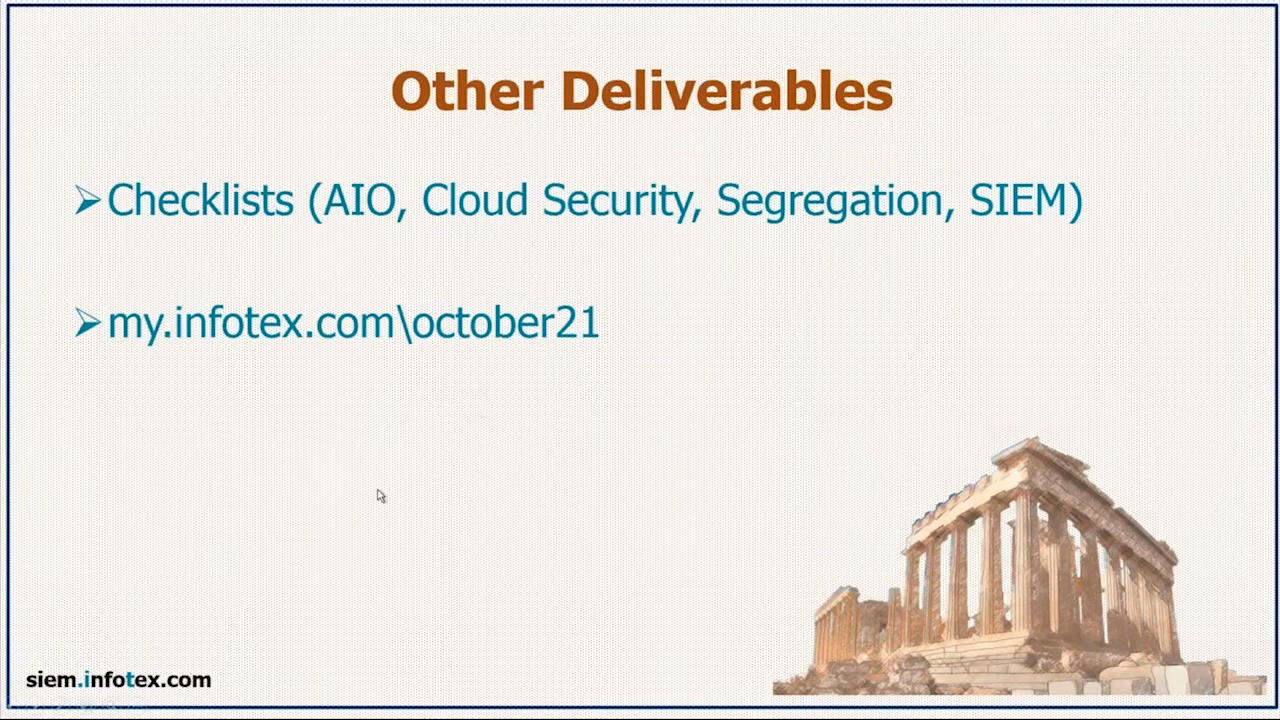 Other Deliverables
➢Checklists (AIO, Cloud Security, Segregation, SIEM)
➢my.infotex.com\october21
siem.infotex.com